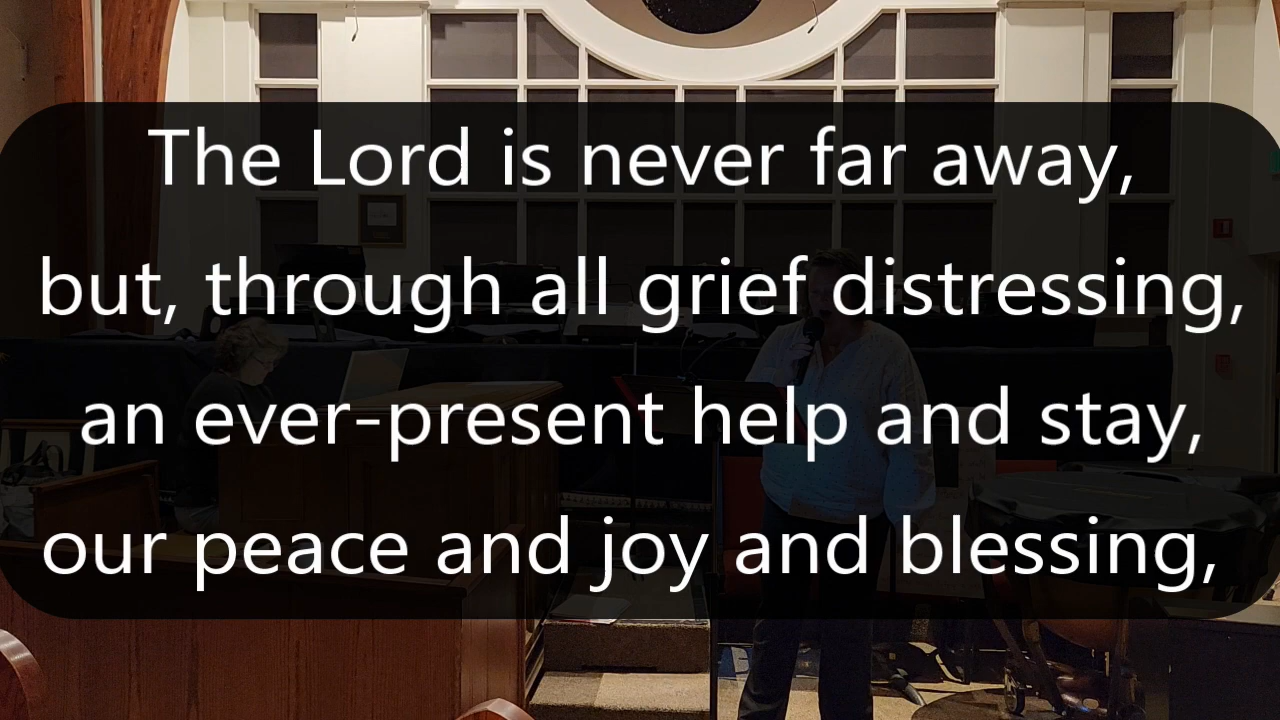 The Lord is never far away,
but, through all grief distressing,
an ever-present help and stay,
our peace and joy and blessing,